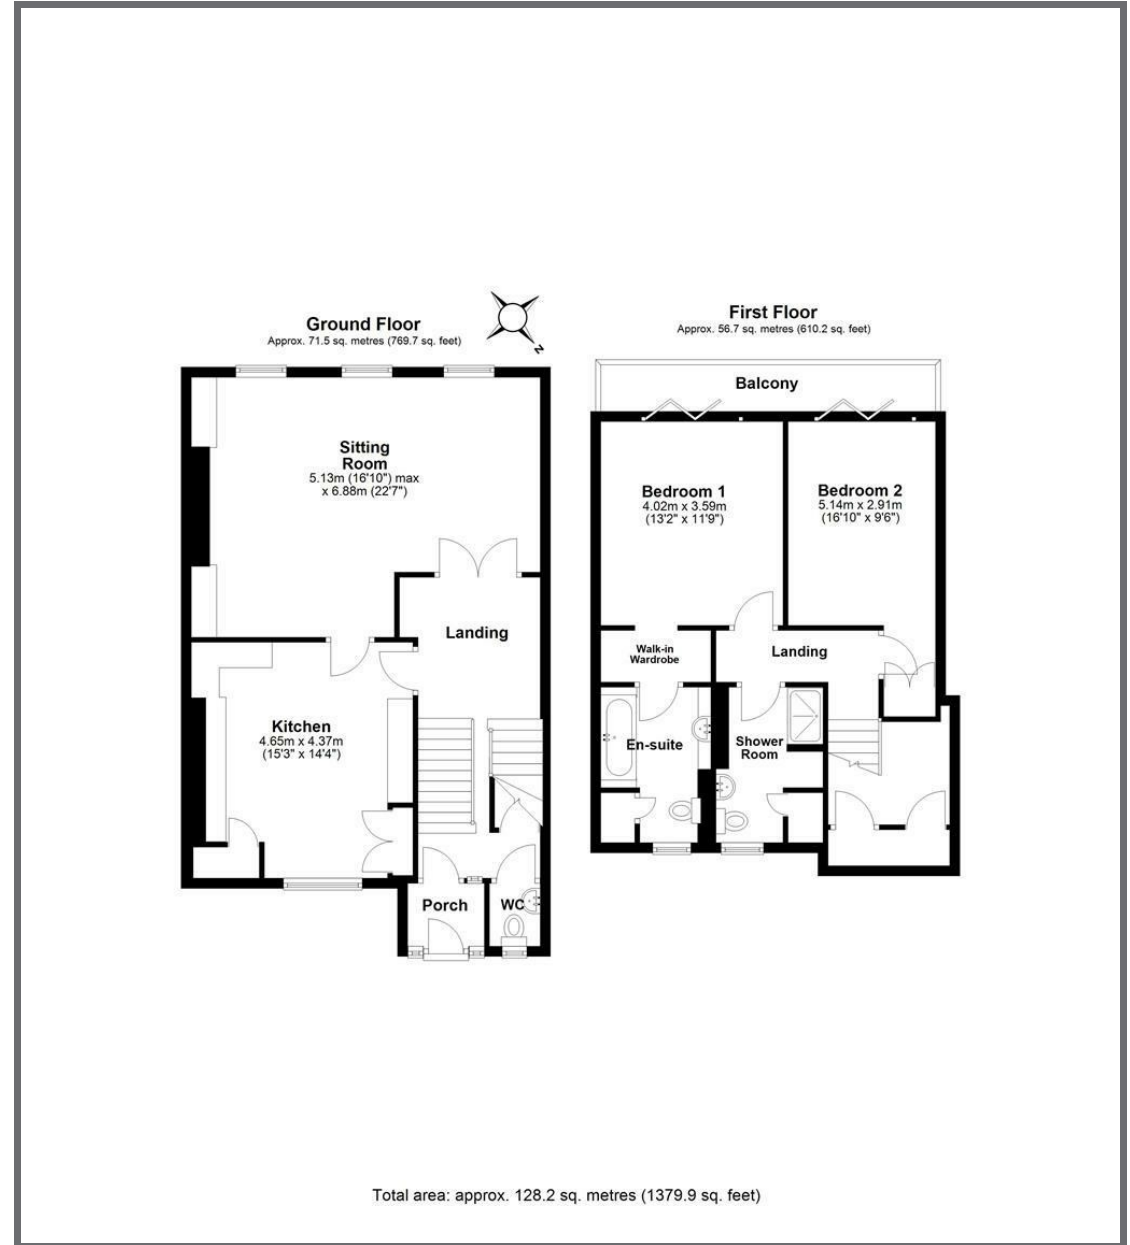 Ground Floor
Approx. 71.5 sq. metres (769.7 sq. feet)
N
Sitting
Room
5.13m (16'10") max
x 6.88m (22'7")
Landing
Kitchen
4.65m x 4.37m
(15'3" x 14'4")
Porch
WC
First Floor
Approx. 56.7 sq. metres (610.2 sq. feet)
Balcony
Bedroom 1
4.02m x 3.59m
(13'2" x 11'9")
Bedroom 2
5.14m x 2.91m
(16'10" x 9'6")
Walk-in
Wardrobe
Landing
En-suite
Shower
Room
Total area: approx. 128.2 sq. metres (1379.9 sq. feet)